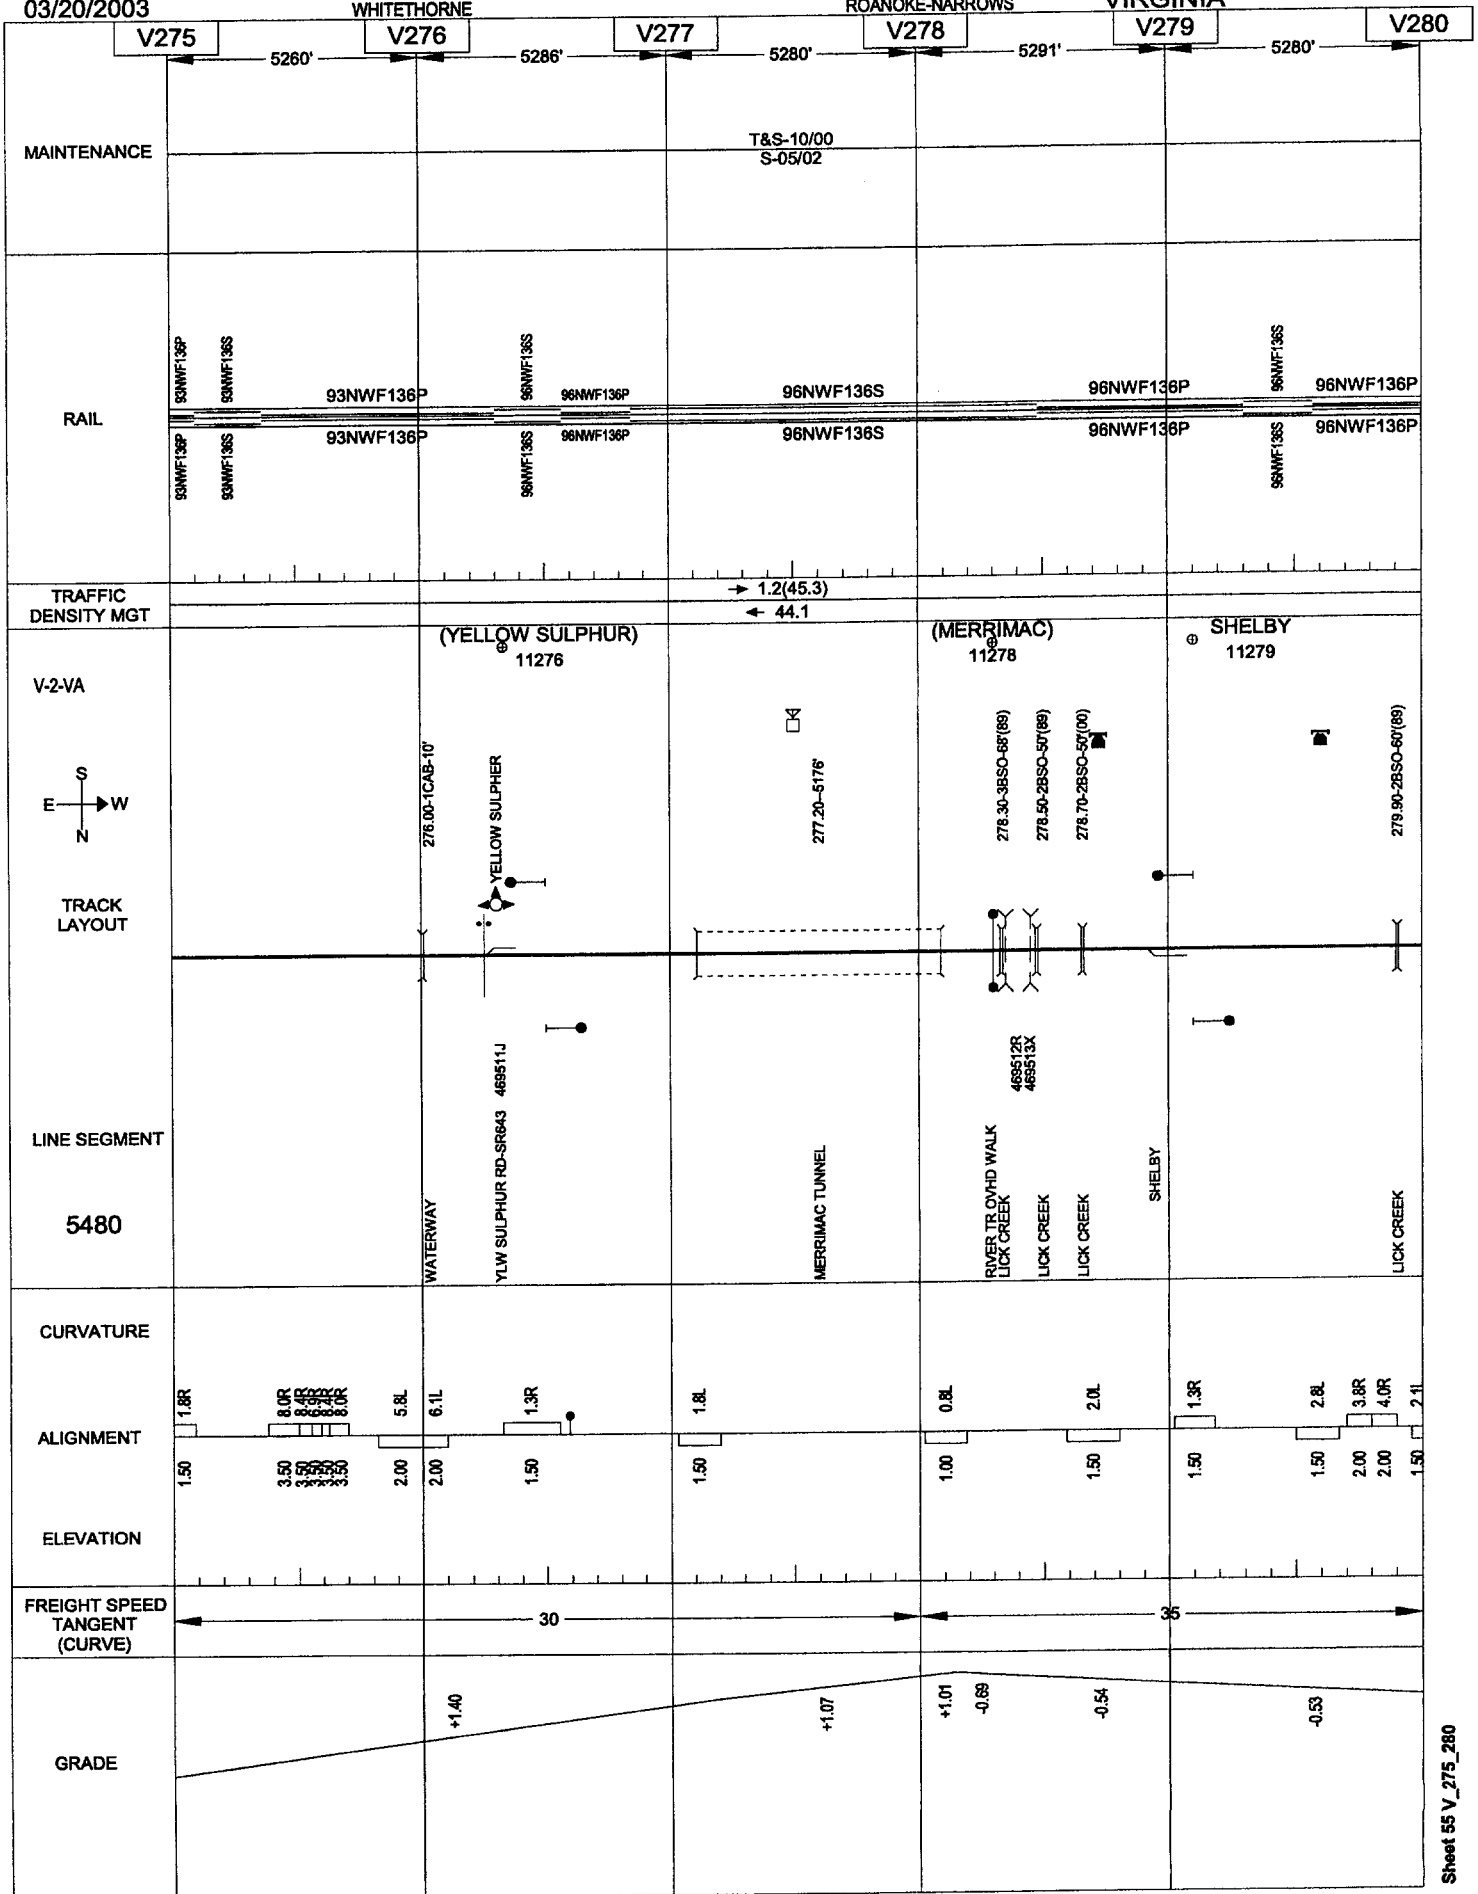 03/20/2003
WHITETHORNE
ROANOKE-NARROWS
VIRGINIA
V275
V276
V277
V278
V279
V280
5260'
5286'
5280'
5291'
5280'
MAINTENANCE
T&S-10/00
S-05/02
RAIL
93NWF136P
93NWF136S
93NWF136P
96NWF136S
96NWF136P
96NWF136S
96NWF136P
96NWF136S
96NWF136P
93NWF136P
93NWF136S
93NWF136P
96NWF136S
96NWF136P
96NWF136S
96NWF136P
96NWF136S
96NWF136P
TRAFFIC
DENSITY MGT
1.2(45.3)
44.1
(YELLOW SULPHUR)
11276
(MERRIMAC)
11278
SHELBY
11279
V-2-VA
S
E
W
N
276.00-1CAB-10'
YELLOW SULPHER
277.20--5176'
278.30-3BSO-68'(89)
278.50-2BSO-50'(89)
278.70-2BSO-50'(00)
279.90-2BSO-60'(89)
TRACK
LAYOUT
LINE SEGMENT
5480
WATERWAY
YLW SULPHUR RD-SR643 469511J
MERRIMAC TUNNEL
RIVER TR OVHD WALK
LICK CREEK
469512R
469513X
LICK CREEK
LICK CREEK
SHELBY
LICK CREEK
CURVATURE
1.8R
8.0R
8.4R
6.9R
8.4R
8.0R
5.8L
6.1L
1.3R
1.8L
0.8L
2.0L
1.3R
2.8L
3.8R
4.0R
2.1L
ALIGNMENT
1.50
3.50
3.50
3.50
3.50
3.50
2.00
2.00
1.50
1.50
1.00
1.50
1.50
1.50
2.00
2.00
1.50
ELEVATION
FREIGHT SPEED
TANGENT
(CURVE)
30
35
GRADE
+1.40
+1.07
+1.01
-0.69
-0.54
-0.53
Sheet 55 V_275_280